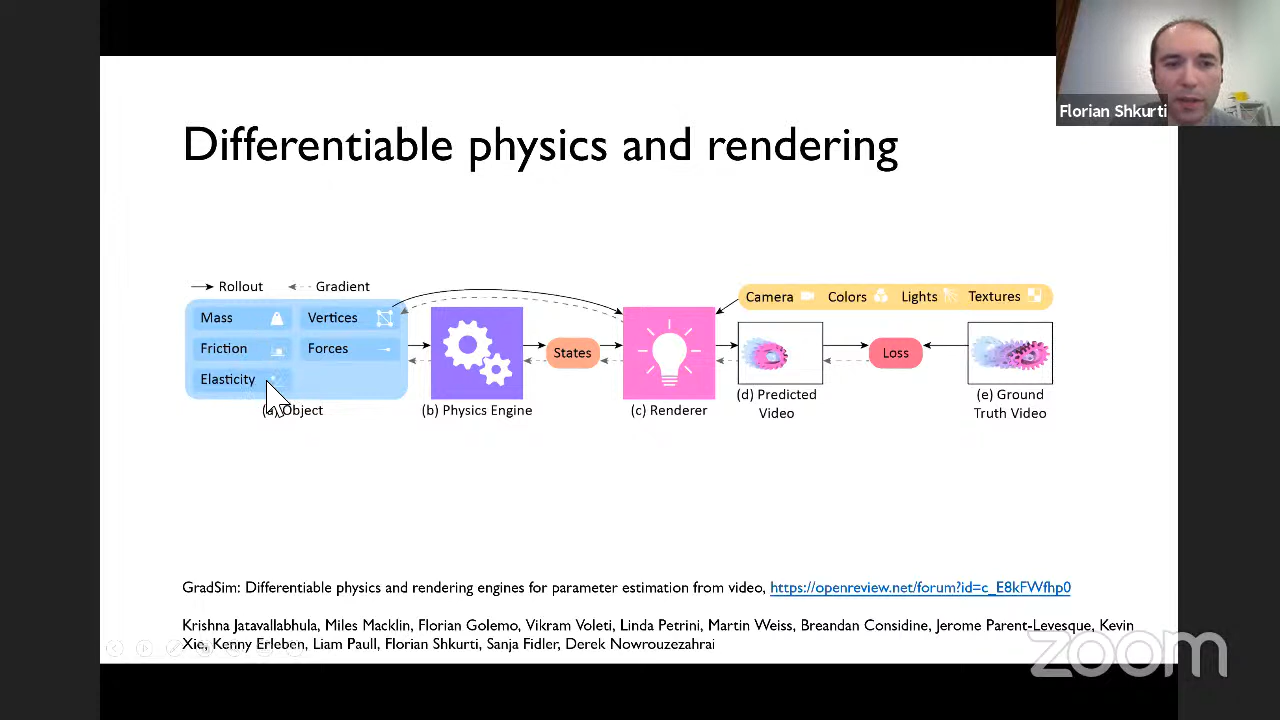 Florian Shkurti
Differentiable physics and rendering
Rollout
Gradient
Mass
Vertices
Friction
Forces
Elasticity
(a) Object
(b) Physics Engine
States
(c) Renderer
Camera
Colors
Lights
Textures
(d) Predicted
Video
Loss
(e) Ground
Truth Video
GradSim: Differentiable physics and rendering engines for parameter estimation from video, https://openreview.net/forum?id=c_E8kFWfhp0
Krishna Jatavallabhula, Miles Macklin, Florian Golemo, Vikram Voleti, Linda Petrini, Martin Weiss, Breandan Considine, Jerome Parent-Levesque, Kevin
Xie, Kenny Erleben, Liam Paull, Florian Shkurti, Sanja Fidler, Derek Nowrouzezahrai
zoom